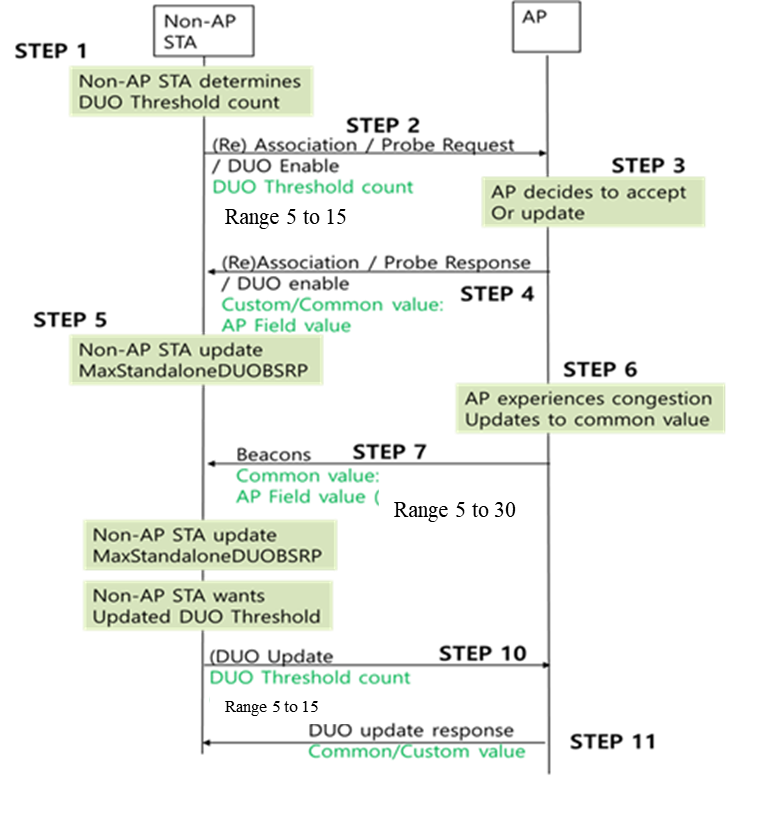 Non-AP
STA
AP
STEP 1
Non-AP STA determines
DUO Threshold count
STEP 2
(Re) Association / Probe Request
/ DUO Enable
DUO Threshold count
Range 5 to 15
STEP 3
AP decides to accept
Or update
(Re)Association / Probe Response
/ DUO enable
STEP 4
Custom/Common value:
AP Field value
STEP 5
Non-AP STA update
MaxStandaloneDUOBSRP
STEP 6
AP experiences congestion
Updates to common value
Beacons
STEP 7
Common value:
AP Field value (
Range 5 to 30
Non-AP STA update
MaxStandaloneDUOBSRP
Non-AP STA wants
Updated DUO Threshold
(DUO Update
STEP 10
DUO Threshold count
Range 5 to 15
DUO update response
STEP 11
Common/Custom value